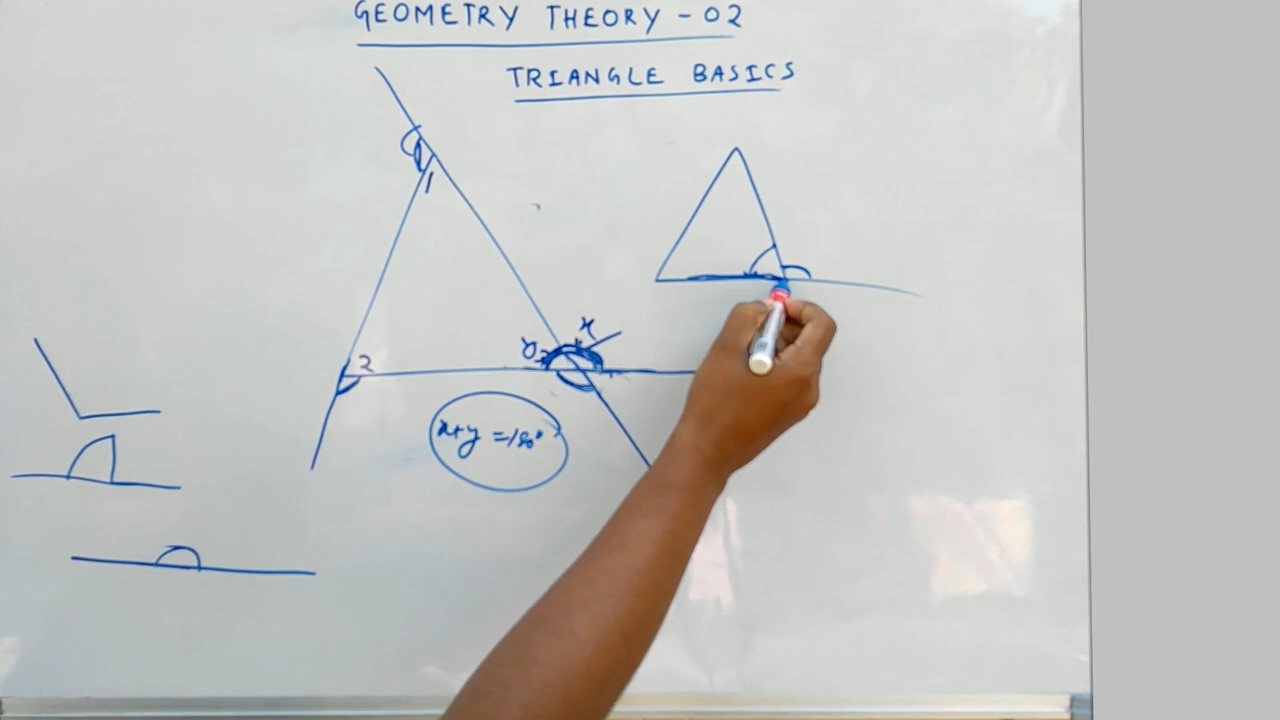 GEOMETRY THEORY - 02
TRIANGLE BASICS
1
x
2
x+y = 180°